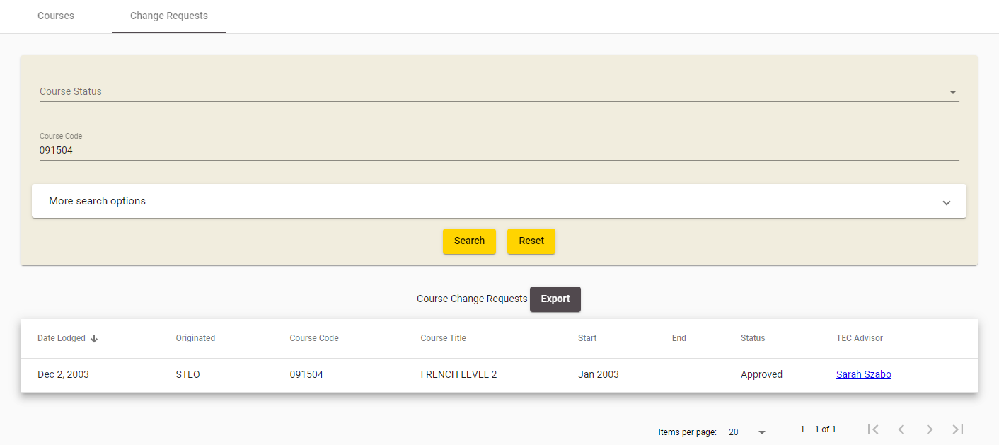 Courses Change Requests
Course Status
Course Code
091504
More search options
Search Reset
Course Change Requests Export
Date Lodged Originated Course Code Course Title Start End Status TEC Advisor
Dec 2, 2003 STEO 091504 FRENCH LEVEL 2 Jan 2003 Approved Sarah Szabo
Items per page: 20 1 – 1 of 1